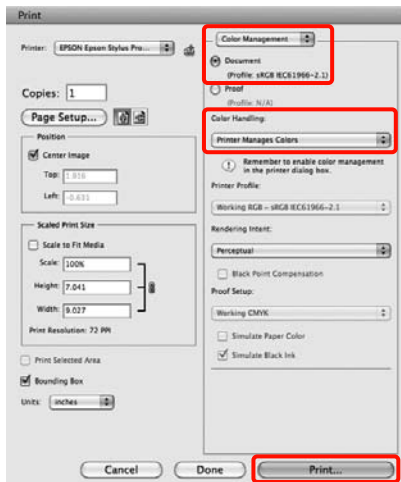 Print
Printer: EPSON Epson Stylus Pro...
Copies: 1
Page Setup...
Position
Center Image
Top: 1.816
Left: -0.631
Scaled Print Size
Scale to Fit Media
Scale: 100%
Height: 7.041
Width: 9.027
Print Resolution: 72 PPI
Print Selected Area
Bounding Box
Units: inches
Color Management
Document
(Profile: sRGB IEC61966-2.1)
Proof
(Profile: N/A)
Color Handling:
Printer Manages Colors
Remember to enable color management
in the printer dialog box.
Printer Profile:
Working RGB - sRGB IEC61966-2.1
Rendering Intent:
Perceptual
Black Point Compensation
Proof Setup:
Working CMYK
Simulate Paper Color
Simulate Black Ink
Cancel
Done
Print...